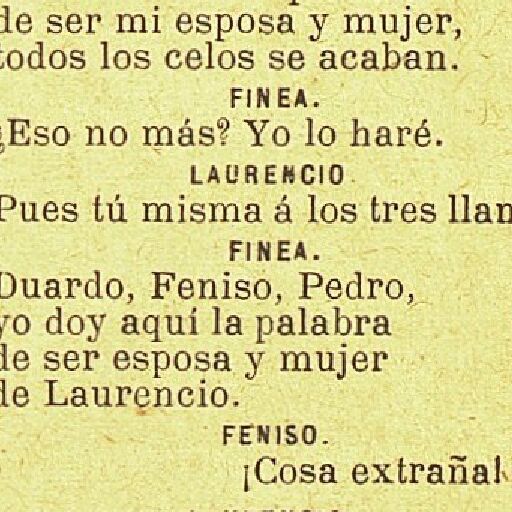 de ser mi esposa y mujer,
todos los celos se acaban.
FINEA.
¿Eso no más? Yo lo haré.
LAURENCIO
Pues tú misma á los tres
FINEA.
Duardo, Feniso, Pedro,
yo doy aquí la palabra
de ser esposa y mujer
de Laurencio.
FENISO.
¡Cosa extraña!